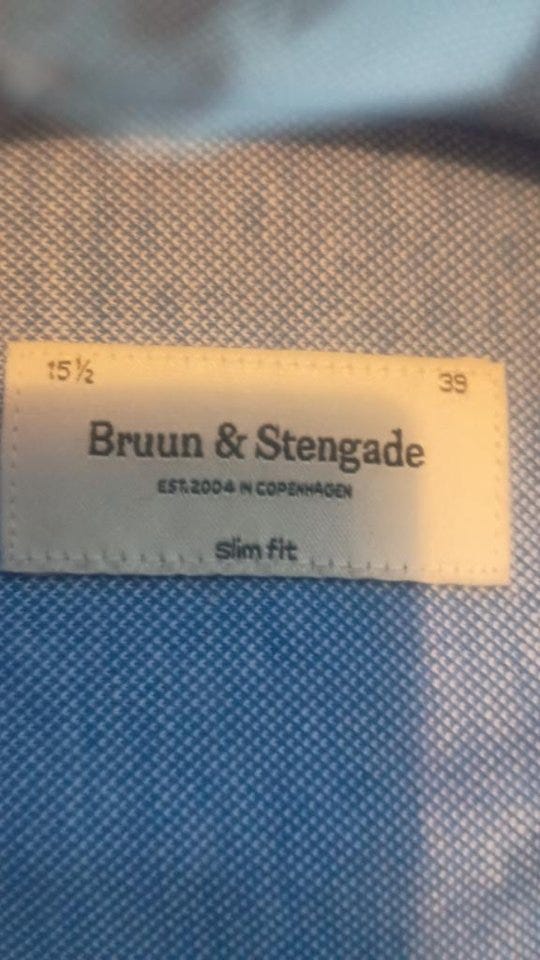 15½ 39
Bruun & Stengade
EST. 2004 IN COPENHAGEN
slim fit